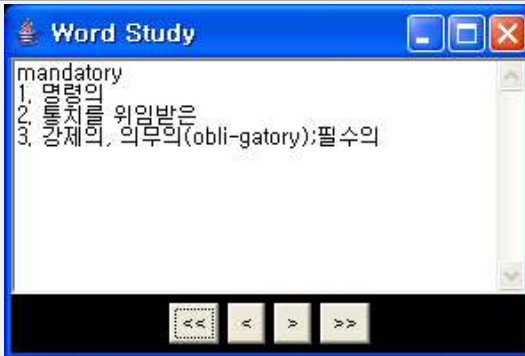 Word Study
mandatory
1. 명령의
2. 통치를 위임받은
3. 강제의, 의무의(obli-gatory);필수의
<< < > >>